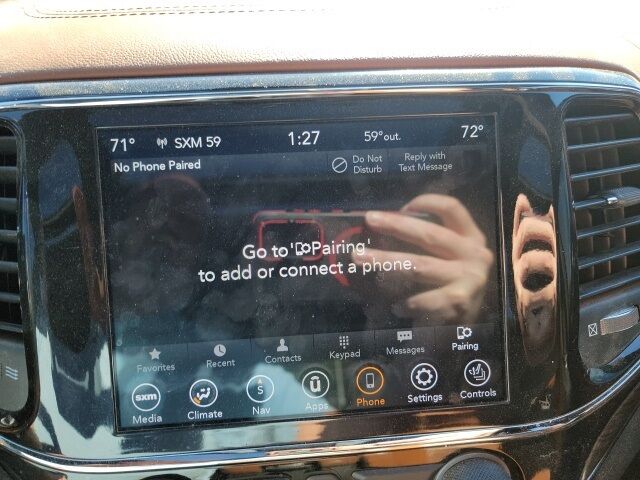 71° SXM 59 1:27 59°out. 72°
No Phone Paired Do Not Disturb Reply with Text Message
Go to 'Pairing'
to add or connect a phone.
Favorites Recent Contacts Keypad Messages Pairing
sxm S
Media Climate Nav Apps Phone Settings Controls